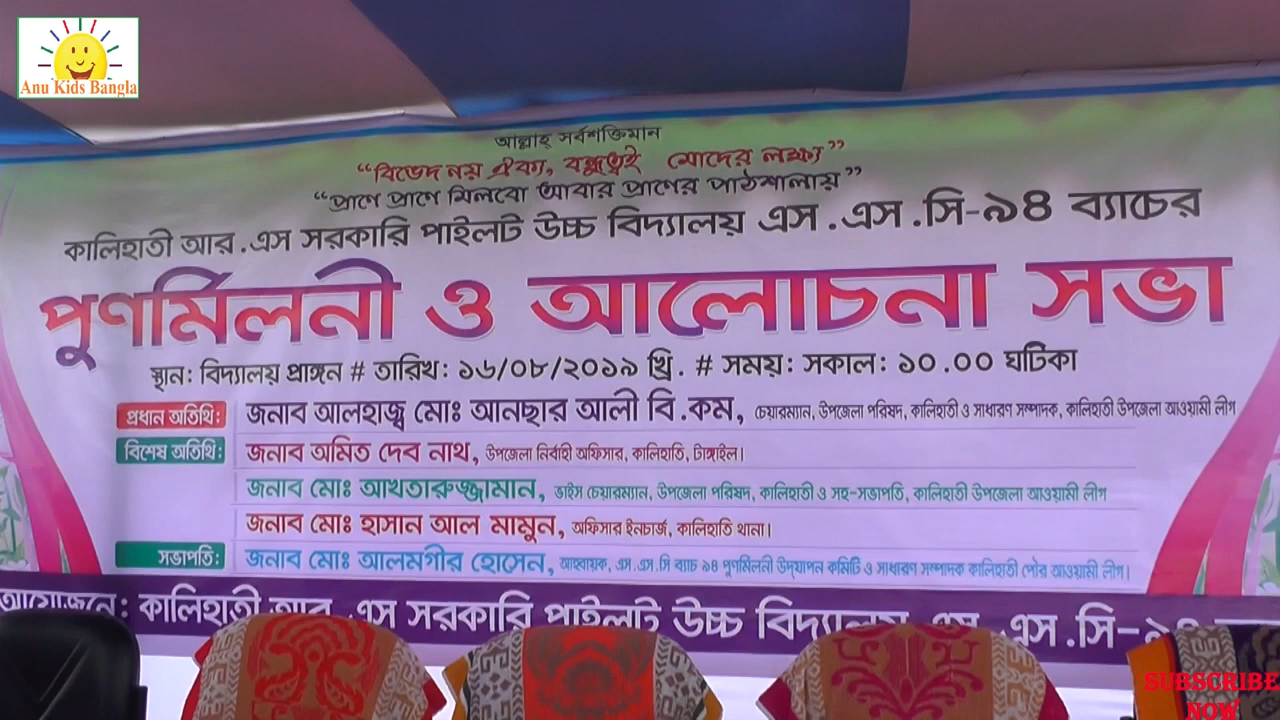 Anu Kids Bangla
আল্লাহ্ সর্বশক্তিমান
“বিভেদ নয় ঐক্য, বন্ধুত্বই মোদের লক্ষ্য”
“প্রাণে প্রাণে মিলবো আবার প্রাণের পাঠশালায়”
কালিহাতী আর.এস সরকারি পাইলট উচ্চ বিদ্যালয় এস.এস.সি-৯৪ ব্যাচের
পুণর্মিলনী ও আলোচনা সভা
স্থান: বিদ্যালয় প্রাঙ্গন # তারিখ: ১৬/০৮/২০১৯ খ্রি. # সময়: সকাল: ১০.০০ ঘটিকা
প্রধান অতিথি: জনাব আলহাজ্ব মোঃ আনছার আলী বি.কম, চেয়ারম্যান, উপজেলা পরিষদ, কালিহাতী ও সাধারণ সম্পাদক, কালিহাতী উপজেলা আওয়ামী লীগ
বিশেষ অতিথি: জনাব অমিত দেব নাথ, উপজেলা নির্বাহী অফিসার, কালিহাতি, টাঙ্গাইল।
জনাব মোঃ আখতারুজ্জামান, ভাইস চেয়ারম্যান, উপজেলা পরিষদ, কালিহাতী ও সহ-সভাপতি, কালিহাতী উপজেলা আওয়ামী লীগ
জনাব মোঃ হাসান আল মামুন, অফিসার ইনচার্জ, কালিহাতি থানা।
সভাপতি: জনাব মোঃ আলমগীর হোসেন, আহবায়ক, এস.এস.সি ব্যাচ ৯৪ পুণর্মিলনী উদ্‌যাপন কমিটি ও সাধারণ সম্পাদক কালিহাতী পৌর আওয়ামী লীগ।
আয়োজনে: কালিহাতী আর.এস সরকারি পাইলট উচ্চ বিদ্যালয় এস.এস.সি-৯৪
SUBSCRIBE
NOW